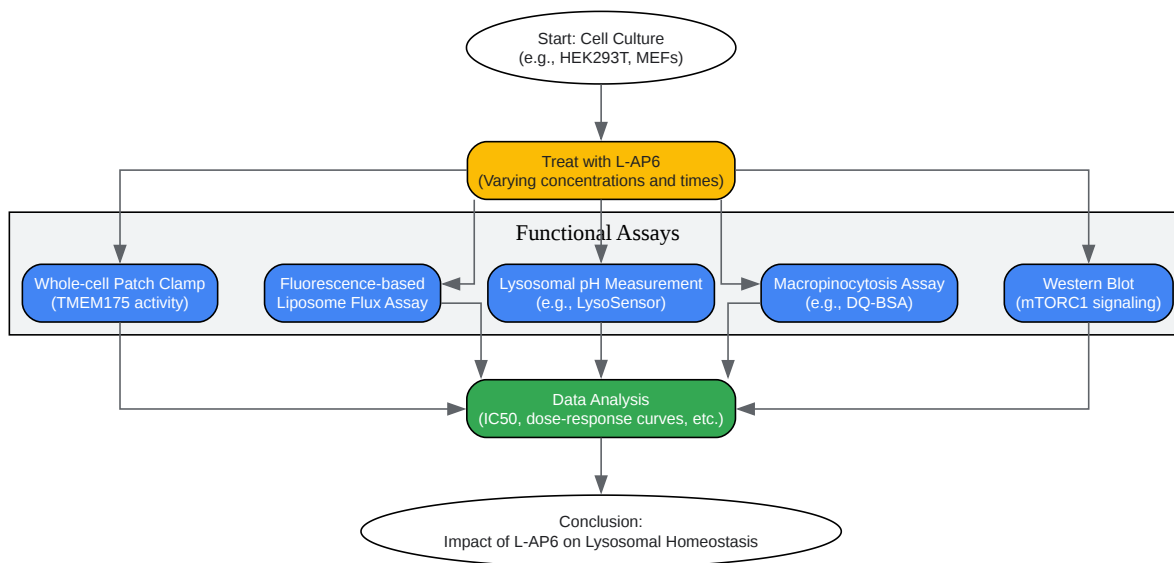 Start: Cell Culture
(e.g., HEK293T, MEFs)
Treat with L-AP6
(Varying concentrations and times)
Functional Assays
Whole-cell Patch Clamp
(TMEM175 activity)
Fluorescence-based
Liposome Flux Assay
Lysosomal pH Measurement
(e.g., LysoSensor)
Macropinocytosis Assay
(e.g., DQ-BSA)
Western Blot
(mTORC1 signaling)
Data Analysis
(IC50, dose-response curves, etc.)
Conclusion:
Impact of L-AP6 on Lysosomal Homeostasis